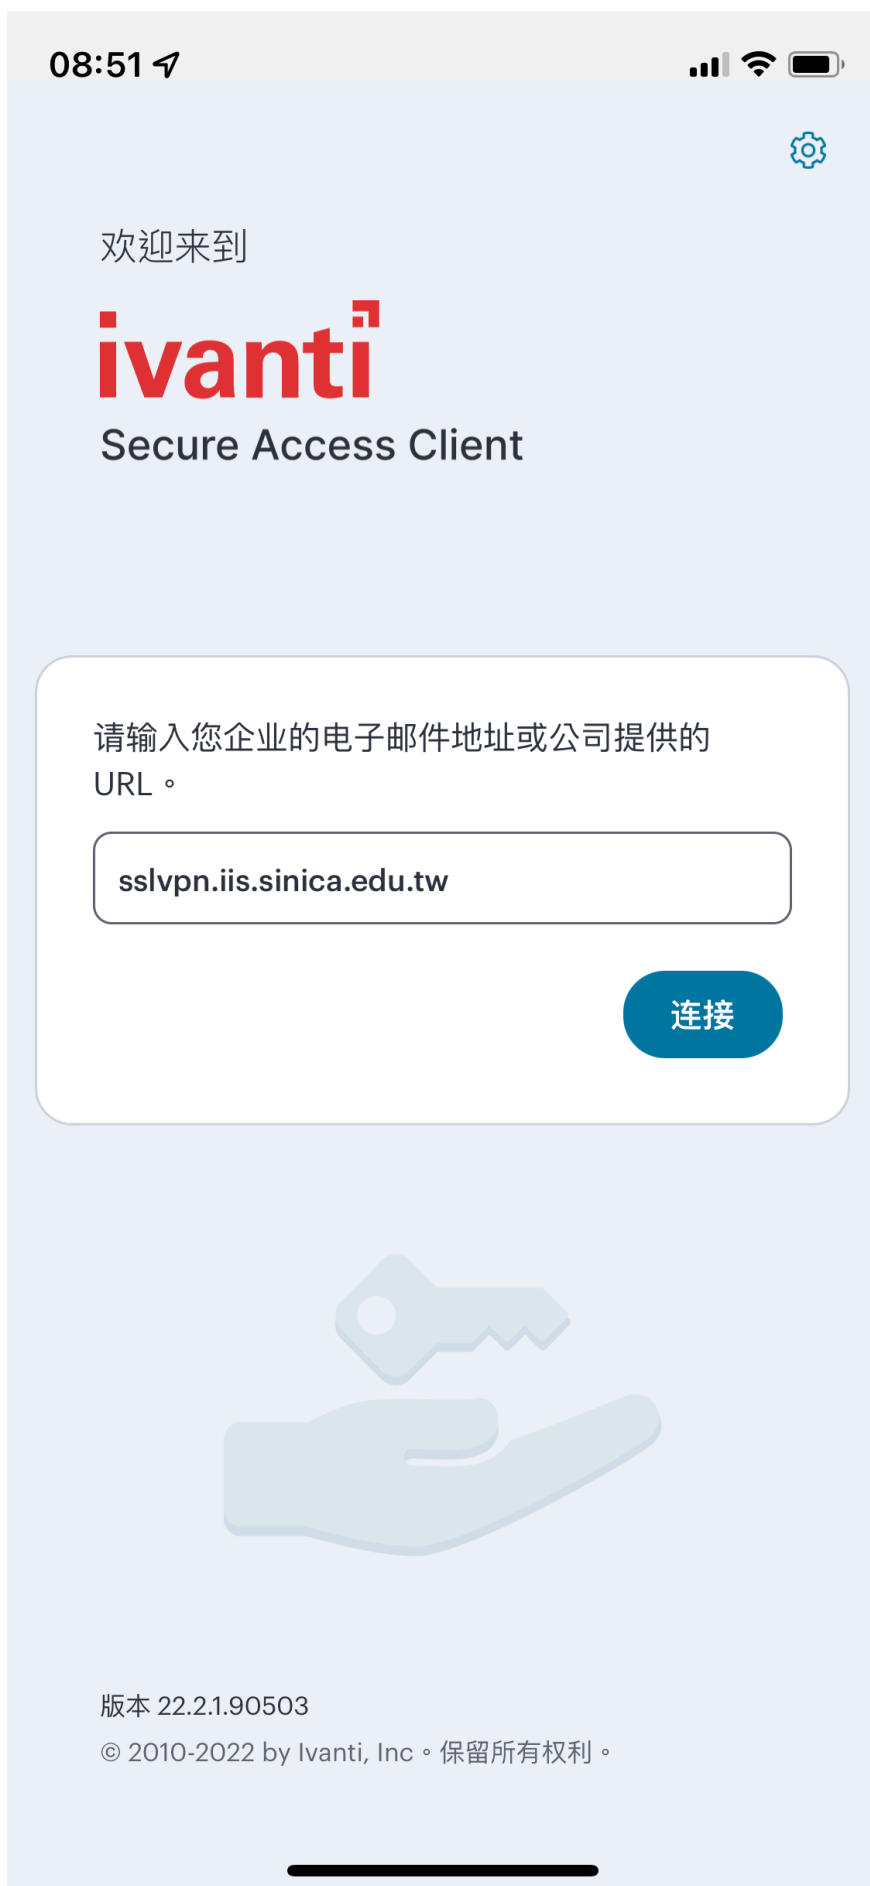 08:51
欢迎来到
ivanti
Secure Access Client
请输入您企业的电子邮件地址或公司提供的
URL。
sslvpn.iis.sinica.edu.tw
连接
版本 22.2.1.90503
© 2010-2022 by Ivanti, Inc。保留所有权利。